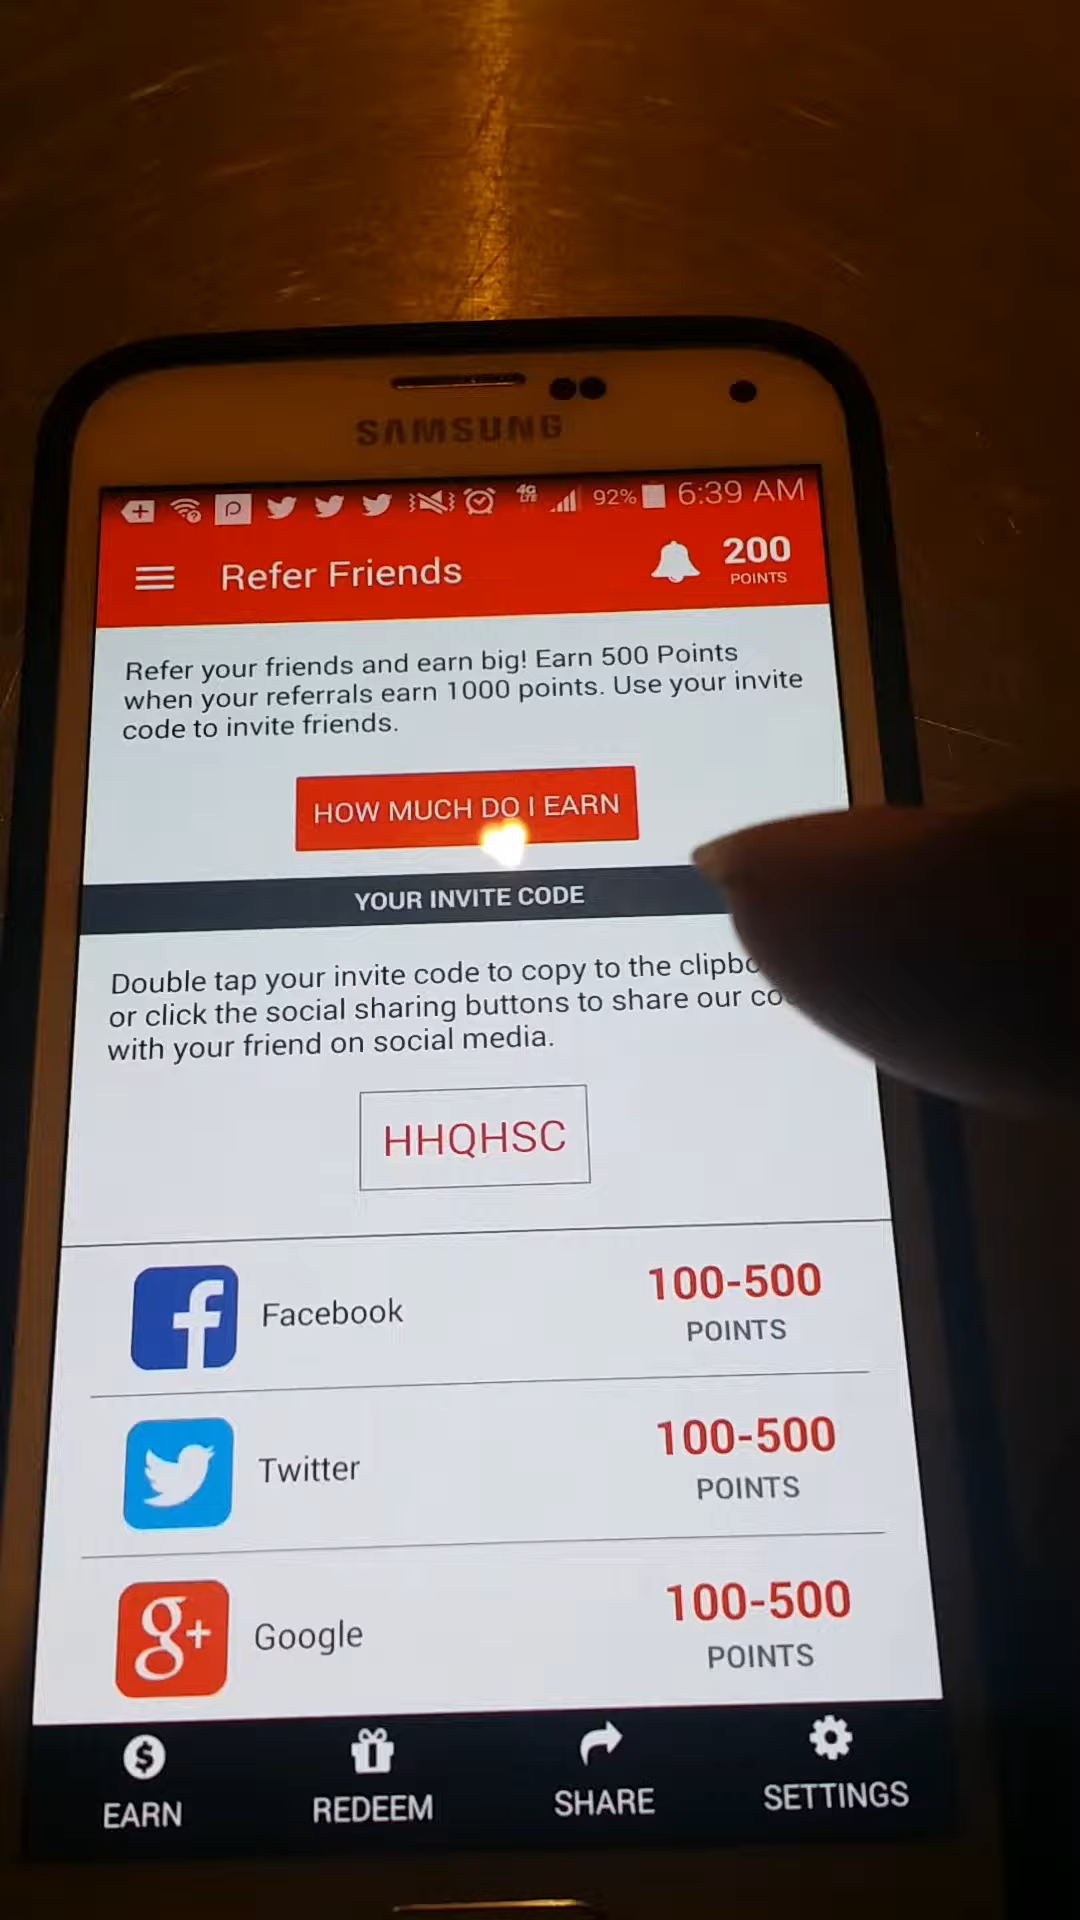 SAMSUNG
92% 6:39 AM
Refer Friends
200
POINTS
Refer your friends and earn big! Earn 500 Points
when your referrals earn 1000 points. Use your invite
code to invite friends.
HOW MUCH DO I EARN
YOUR INVITE CODE
Double tap your invite code to copy to the
or click the social sharing buttons to share our
with your friend on social media.
HHQHSC
Facebook
100-500
POINTS
Twitter
100-500
POINTS
g+
Google
100-500
POINTS
EARN
REDEEM
SHARE
SETTINGS